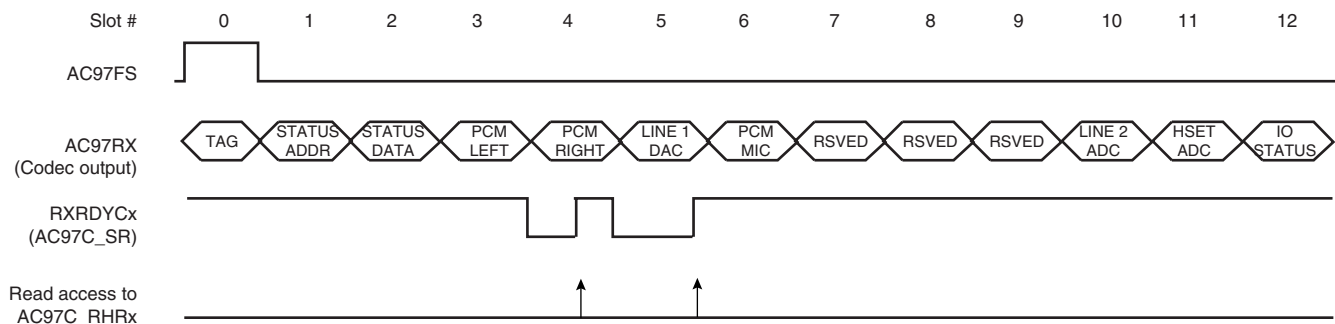 Slot # 0 1 2 3 4 5 6 7 8 9 10 11 12
AC97FS
AC97RX
(Codec output)
TAG
STATUS
ADDR
STATUS
DATA
PCM
LEFT
PCM
RIGHT
LINE 1
DAC
PCM
MIC
RSVED
RSVED
RSVED
LINE 2
ADC
HSET
ADC
IO
STATUS
RXRDYCx
(AC97C_SR)
Read access to
AC97C_RHRx